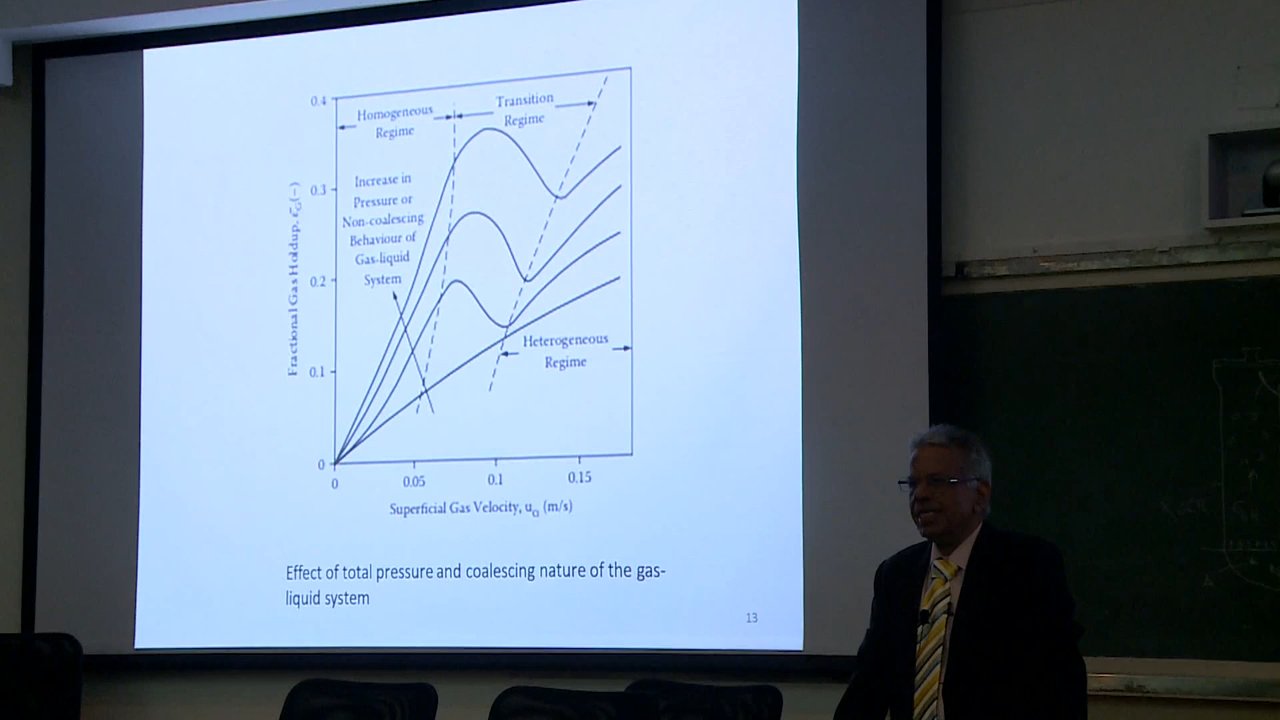 0.4
Homogeneous
Regime
Transition
Regime
Increase in
Pressure or
Non-coalescing
Behaviour of
Gas-liquid
System
0.3
0.2
0.1
0
Fractional Gas Holdup, ε_G(−)
Heterogeneous
Regime
0
0.05
0.1
0.15
Superficial Gas Velocity, u_G (m/s)
Effect of total pressure and coalescing nature of the gas-
liquid system
13